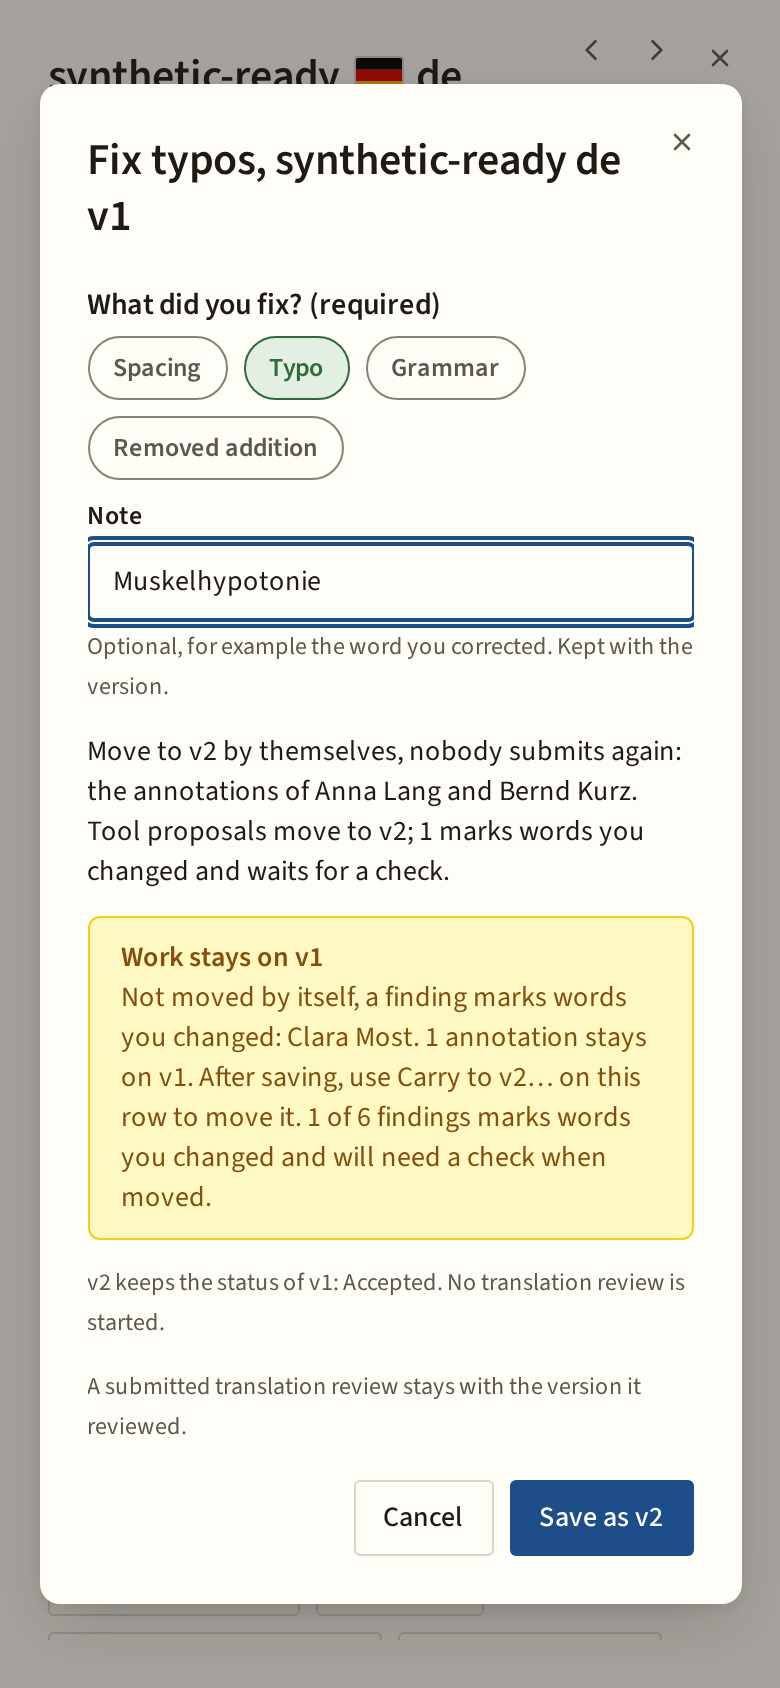 synthetic-ready de
Fix typos, synthetic-ready de
v1
What did you fix? (required)
Spacing
Typo
Grammar
Removed addition
Note
Muskelhypotonie
Optional, for example the word you corrected. Kept with the
version.
Move to v2 by themselves, nobody submits again:
the annotations of Anna Lang and Bernd Kurz.
Tool proposals move to v2; 1 marks words you
changed and waits for a check.
Work stays on v1
Not moved by itself, a finding marks words
you changed: Clara Most. 1 annotation stays
on v1. After saving, use Carry to v2… on this
row to move it. 1 of 6 findings marks words
you changed and will need a check when
moved.
v2 keeps the status of v1: Accepted. No translation review is
started.
A submitted translation review stays with the version it
reviewed.
Cancel
Save as v2